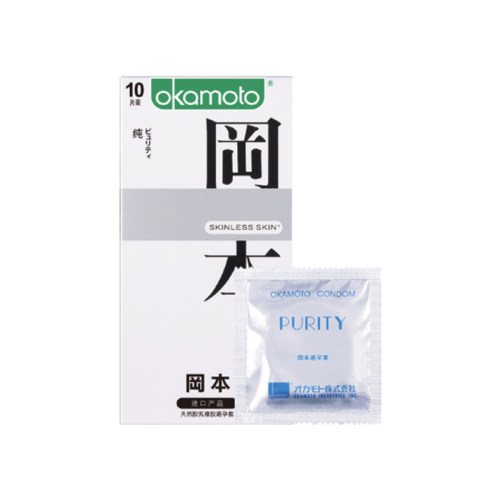 10
片装
okamoto®
纯
ピュリティ
岡本
SKINLESS SKIN®
岡本
进口产品
天然胶乳橡胶避孕套
OKAMOTO CONDOM
PURITY
岡本避孕套
オカモト株式会社
OKAMOTO INDUSTRIES, INC.